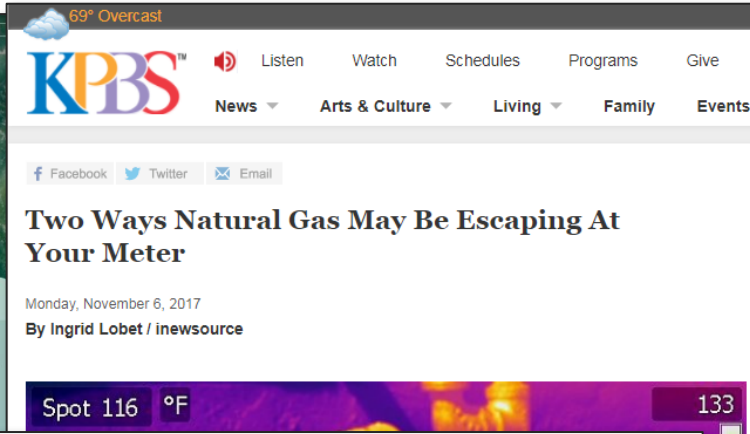 69° Overcast
KPBS™
Listen Watch Schedules Programs Give
News Arts & Culture Living Family Events
Facebook Twitter Email
Two Ways Natural Gas May Be Escaping At
Your Meter
Monday, November 6, 2017
By Ingrid Lobet / inewsource
Spot 116 °F 133